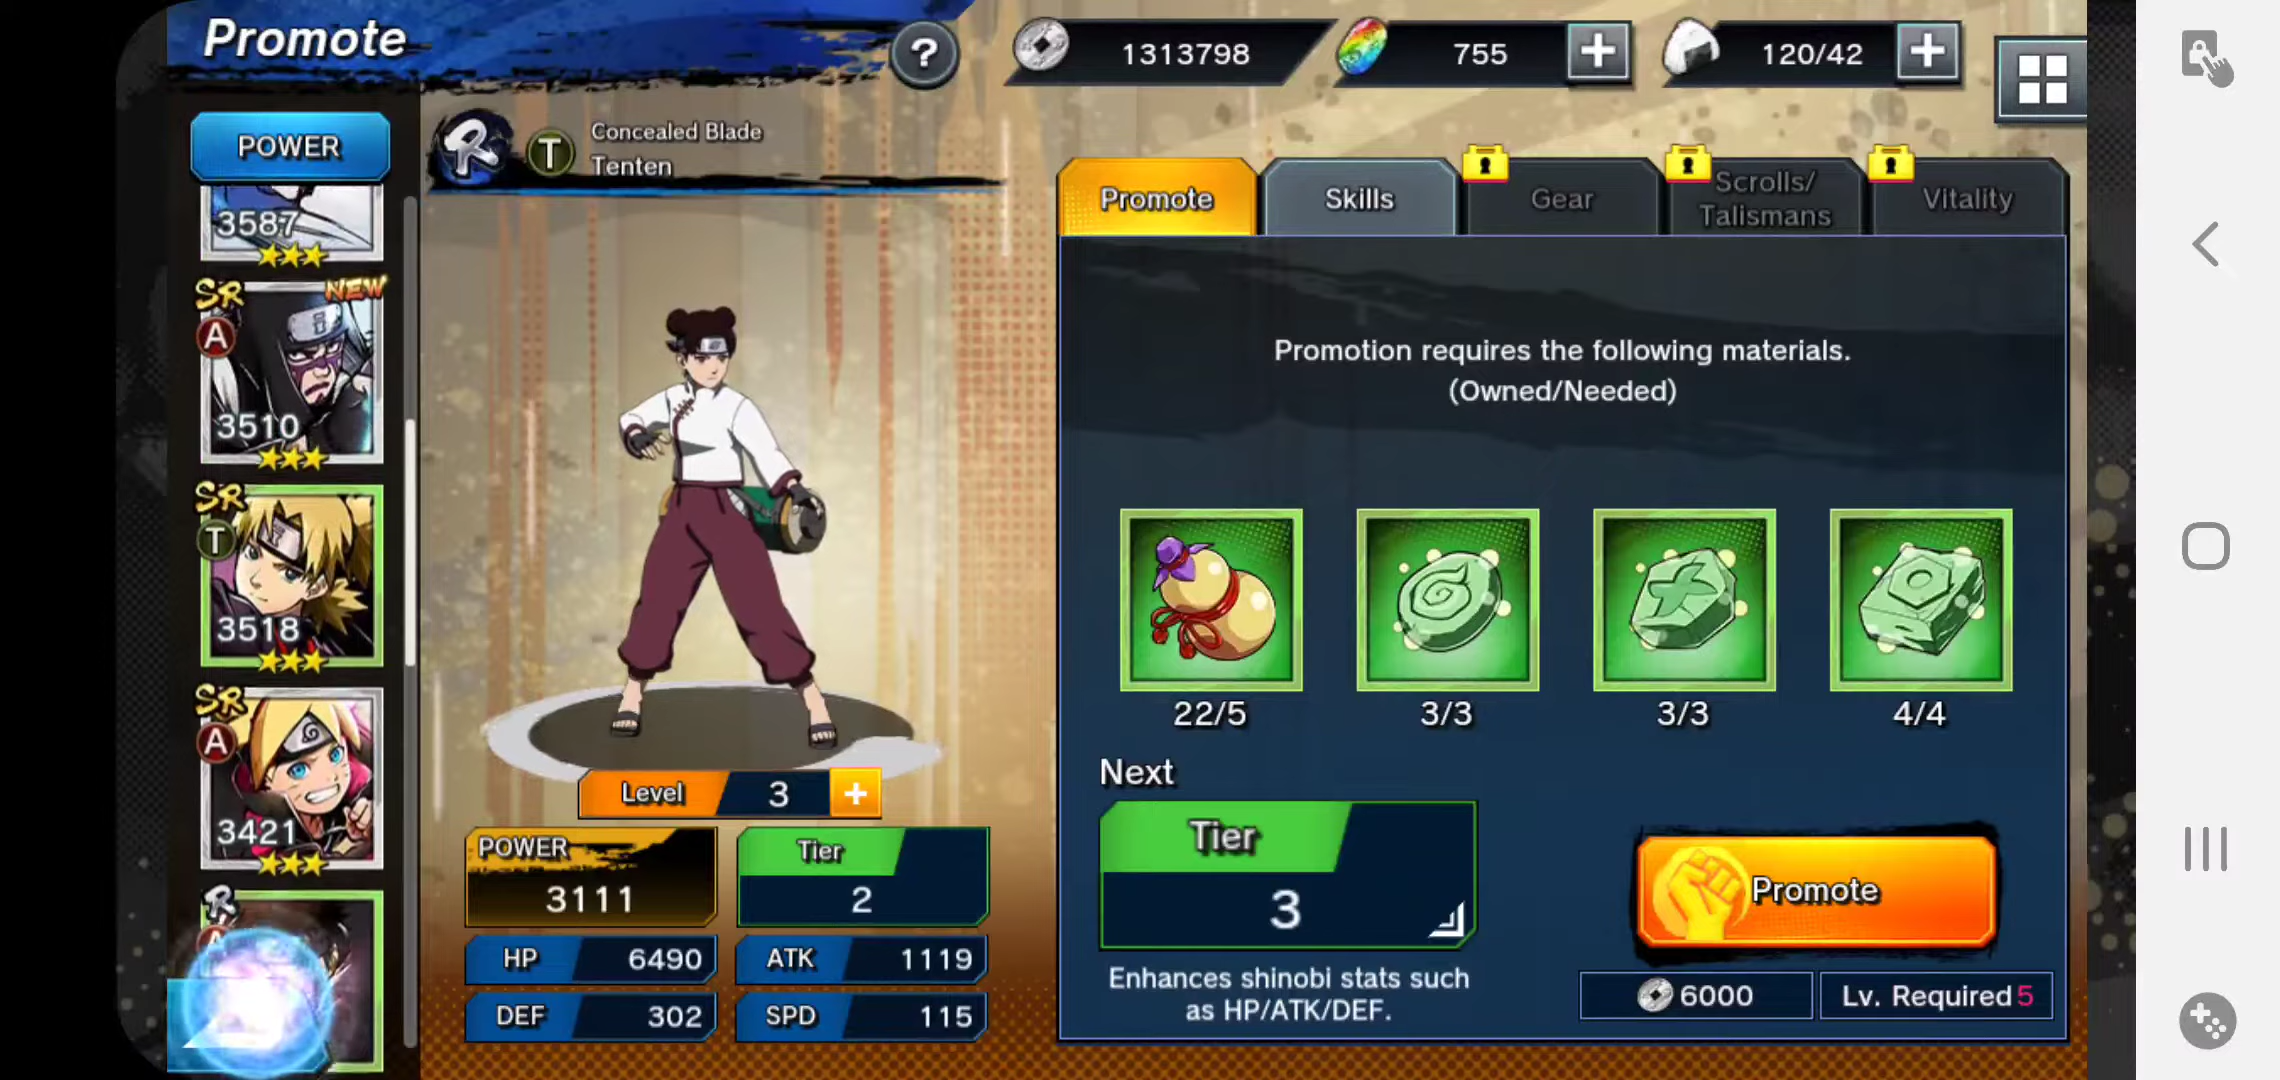 Promote
?
1313798
755
120/42
POWER
3587
SR
NEW
A
3510
SR
T
3518
SR
A
3421
R
R
T
Concealed Blade
Tenten
Level
3
POWER
3111
Tier
2
HP
6490
ATK
1119
DEF
302
SPD
115
Promote
Skills
Gear
Scrolls/
Talismans
Vitality
Promotion requires the following materials.
(Owned/Needed)
22/5
3/3
3/3
4/4
Next
Tier
3
Enhances shinobi stats such
as HP/ATK/DEF.
Promote
6000
Lv. Required 5